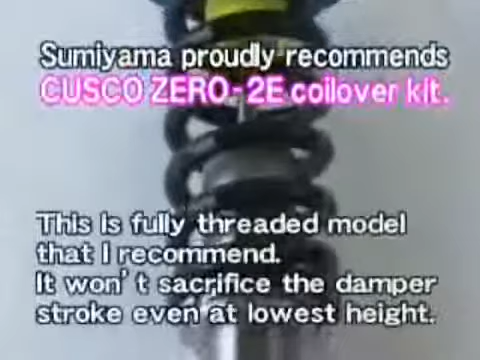 Sumiyama proudly recommends
CUSCO ZERO-2E coilover kit.
This is fully threaded model
that I recommend.
It won't sacrifice the damper
stroke even at lowest height.